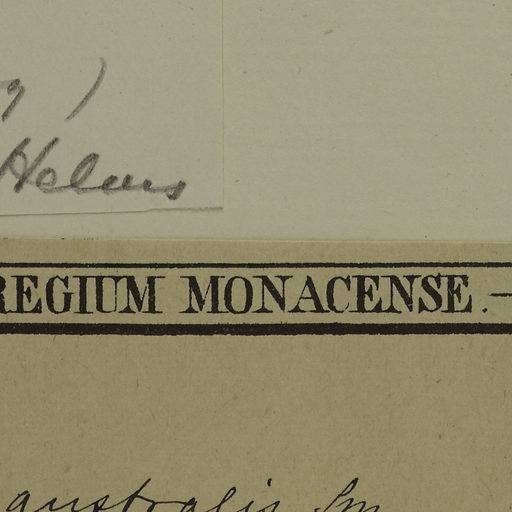 g)
Helms
REGIUM MONACENSE.—
australis Sm